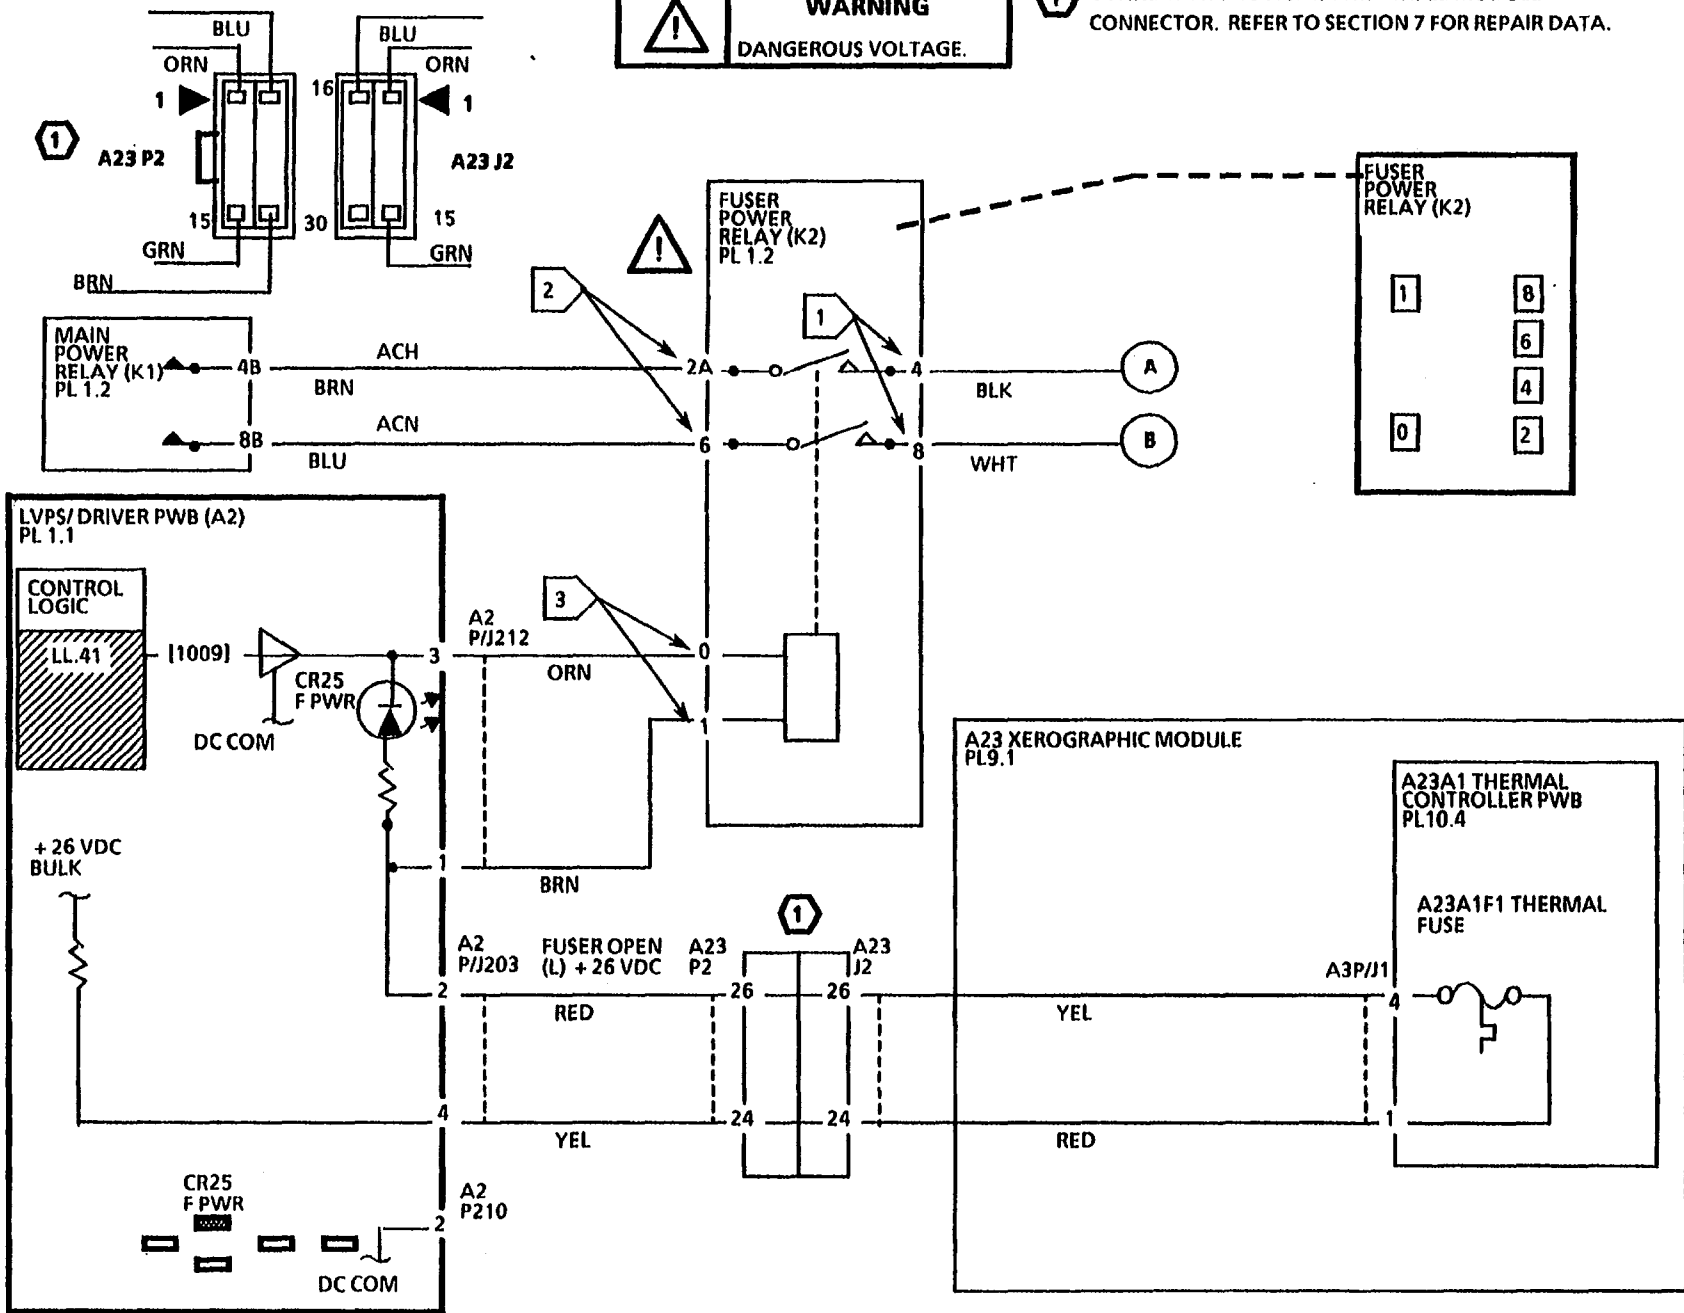 WARNING
DANGEROUS VOLTAGE.
1
CONNECTOR. REFER TO SECTION 7 FOR REPAIR DATA.
BLU
ORN
1
1
A23 P2
15
GRN
BRN
BLU
ORN
16
1
A23 J2
30
15
GRN
FUSER
POWER
RELAY (K2)
PL 1.2
!
2
1
MAIN
POWER
RELAY (K1)
PL 1.2
4B
ACH
BRN
2A
4
BLK
A
8B
ACN
BLU
6
8
WHT
B
FUSER
POWER
RELAY (K2)
1
8
6
4
0
2
LVPS/ DRIVER PWB (A2)
PL 1.1
CONTROL
LOGIC
LL.41
[1009]
DC COM
CR25
F PWR
3
A2
P/J212
ORN
3
0
1
1
BRN
+ 26 VDC
BULK
A2
P/J203
FUSER OPEN
(L) + 26 VDC
A23
P2
1
A23
J2
2
RED
26
26
YEL
4
YEL
24
24
RED
A23 XEROGRAPHIC MODULE
PL9.1
A23A1 THERMAL
CONTROLLER PWB
PL10.4
A23A1F1 THERMAL
FUSE
A3P/J1
4
1
CR25
F PWR
A2
P210
2
DC COM